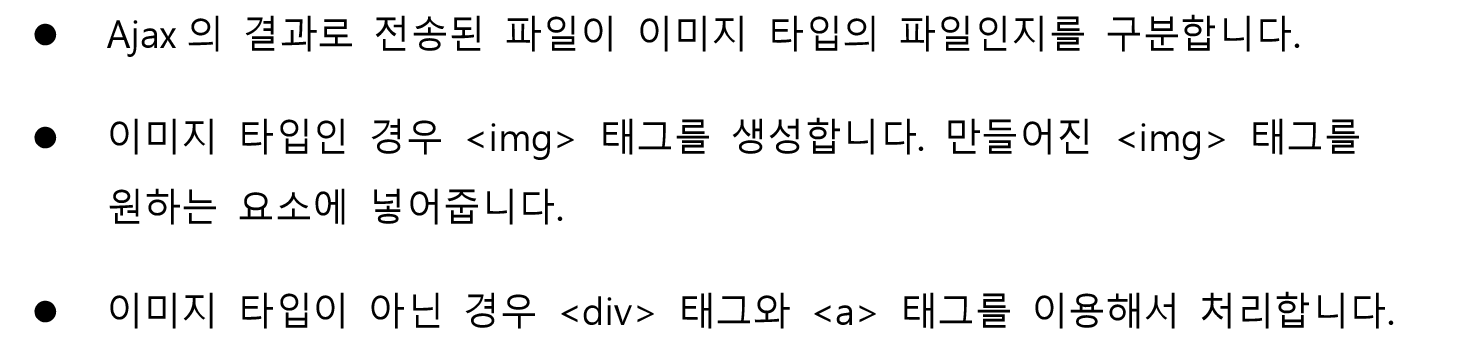 ● Ajax의 결과로 전송된 파일이 이미지 타입의 파일인지를 구분합니다.
● 이미지 타입인 경우 <img> 태그를 생성합니다. 만들어진 <img> 태그를
원하는 요소에 넣어줍니다.
● 이미지 타입이 아닌 경우 <div> 태그와 <a> 태그를 이용해서 처리합니다.